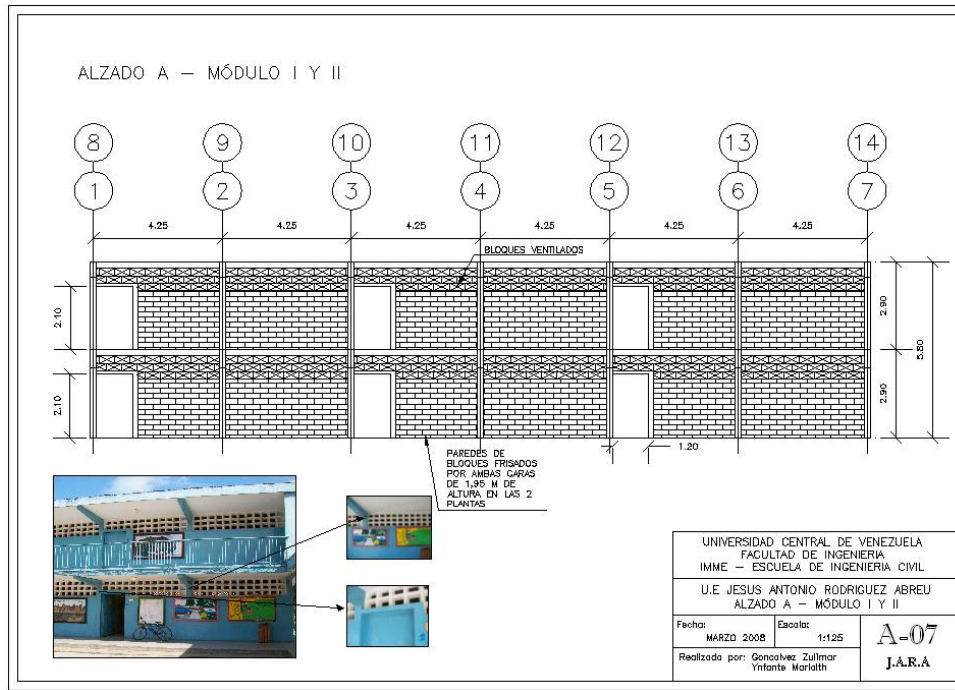 ALZADO A – MÓDULO I Y II
8 9 10 11 12 13 14
1 2 3 4 5 6 7
4.25 4.25 4.25 4.25 4.25 4.25
BLOQUES VENTILADOS
2.10
2.10
2.90
2.90
5.80
1.20
PAREDES DE
BLOQUES FRISADOS
POR AMBAS CARAS
DE 1,95 M DE
ALTURA EN LAS 2
PLANTAS
UNIVERSIDAD CENTRAL DE VENEZUELA
FACULTAD DE INGENIERIA
IMME – ESCUELA DE INGENIERIA CIVIL
U.E JESUS ANTONIO RODRIGUEZ ABREU
ALZADO A – MÓDULO I Y II
Fecha: MARZO 2008
Escala: 1:125
Realizada por: Goncalvez Zullmar
Ynfante Marialth
A-07
J.A.R.A